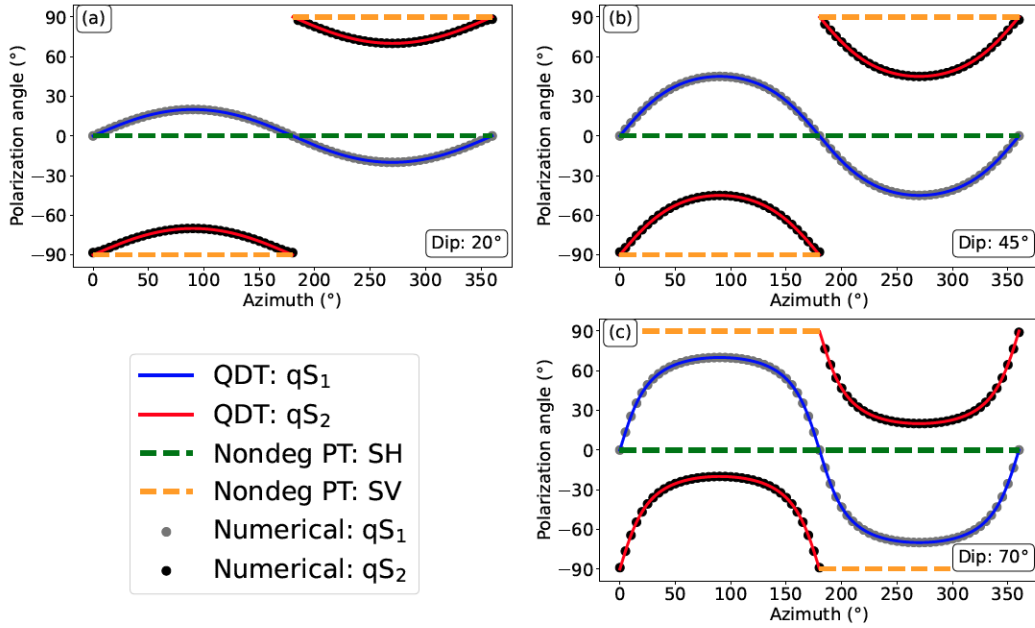 (a)
Polarization angle (°)
90
60
30
0
−30
−60
−90
Dip: 20°
0 50 100 150 200 250 300 350
Azimuth (°)
(b)
Polarization angle (°)
90
60
30
0
−30
−60
−90
Dip: 45°
0 50 100 150 200 250 300 350
Azimuth (°)
QDT: qS₁
QDT: qS₂
Nondeg PT: SH
Nondeg PT: SV
Numerical: qS₁
Numerical: qS₂
(c)
Polarization angle (°)
90
60
30
0
−30
−60
−90
Dip: 70°
0 50 100 150 200 250 300 350
Azimuth (°)